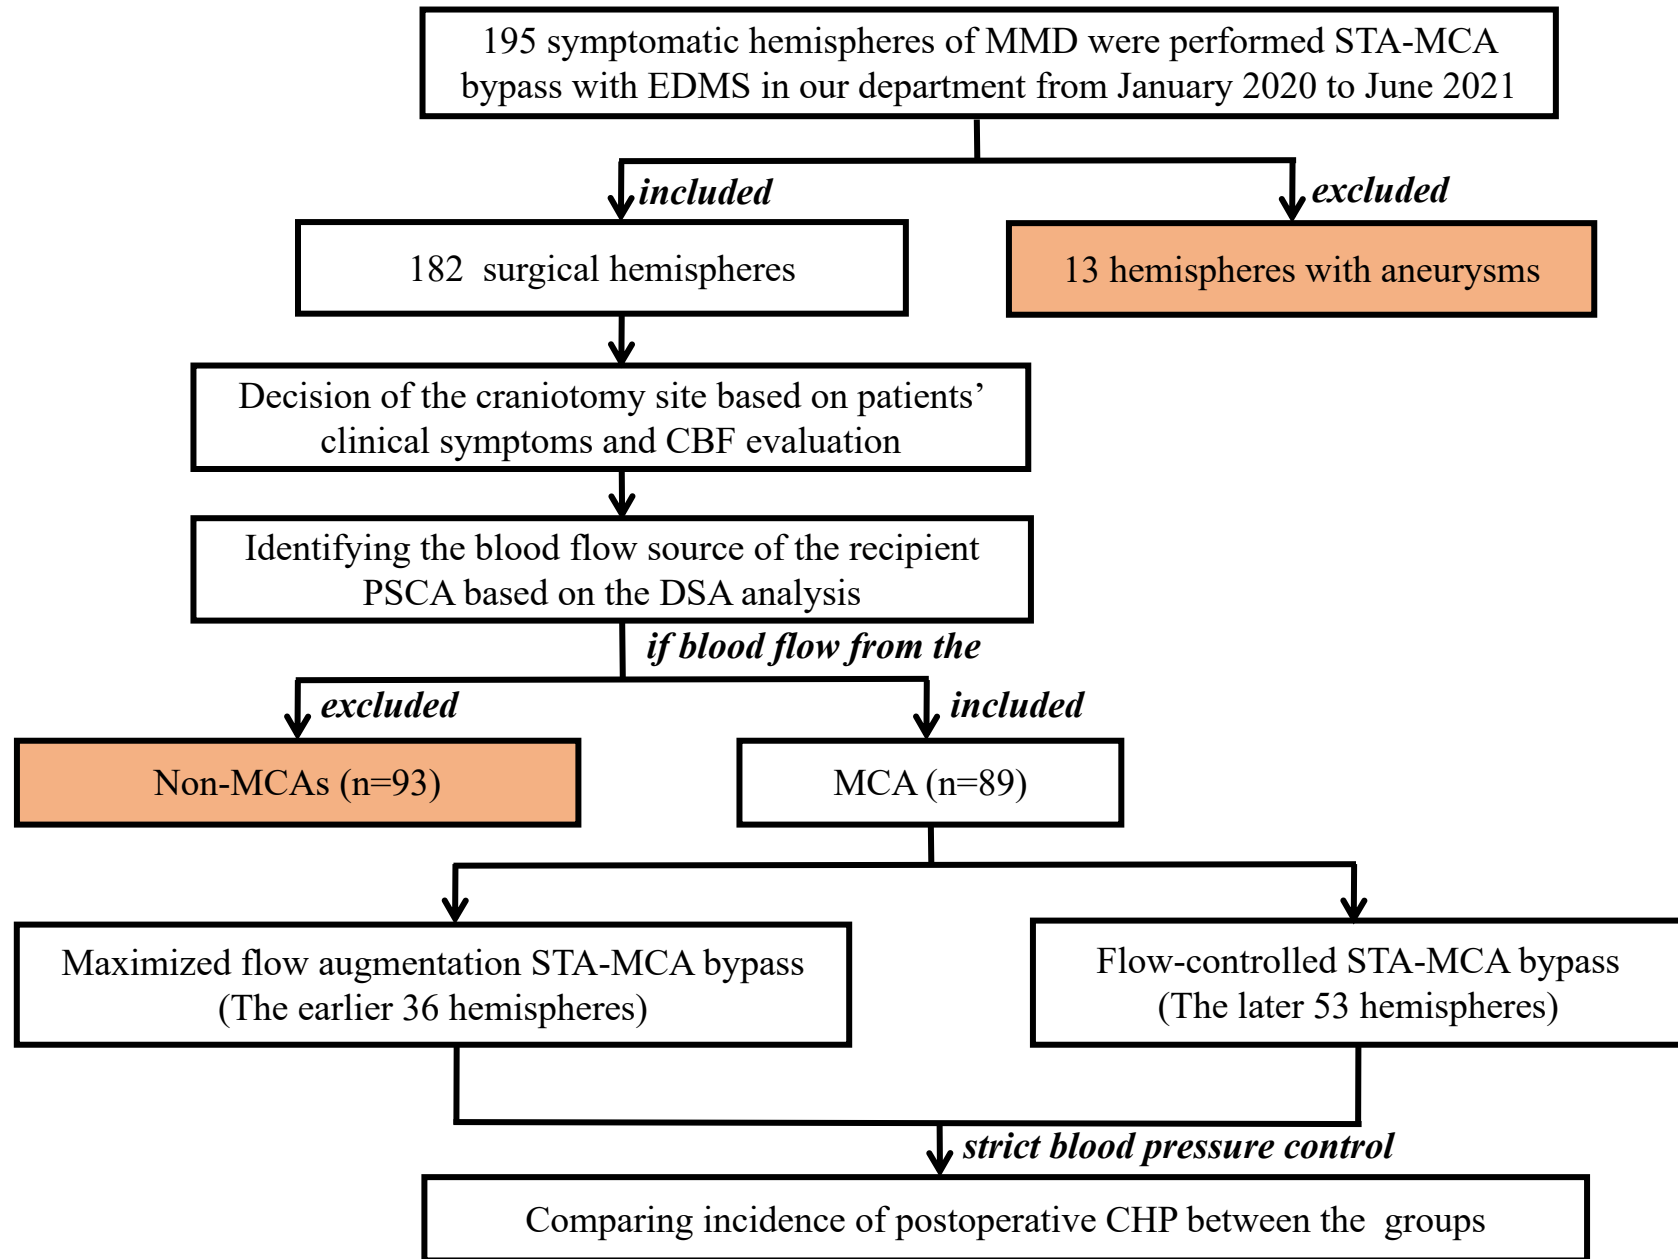 195 symptomatic hemispheres of MMD were performed STA-MCA
bypass with EDMS in our department from January 2020 to June 2021
included
excluded
182 surgical hemispheres
13 hemispheres with aneurysms
Decision of the craniotomy site based on patients’
clinical symptoms and CBF evaluation
Identifying the blood flow source of the recipient
PSCA based on the DSA analysis
if blood flow from the
excluded
included
Non-MCAs (n=93)
MCA (n=89)
Maximized flow augmentation STA-MCA bypass
(The earlier 36 hemispheres)
Flow-controlled STA-MCA bypass
(The later 53 hemispheres)
strict blood pressure control
Comparing incidence of postoperative CHP between the groups